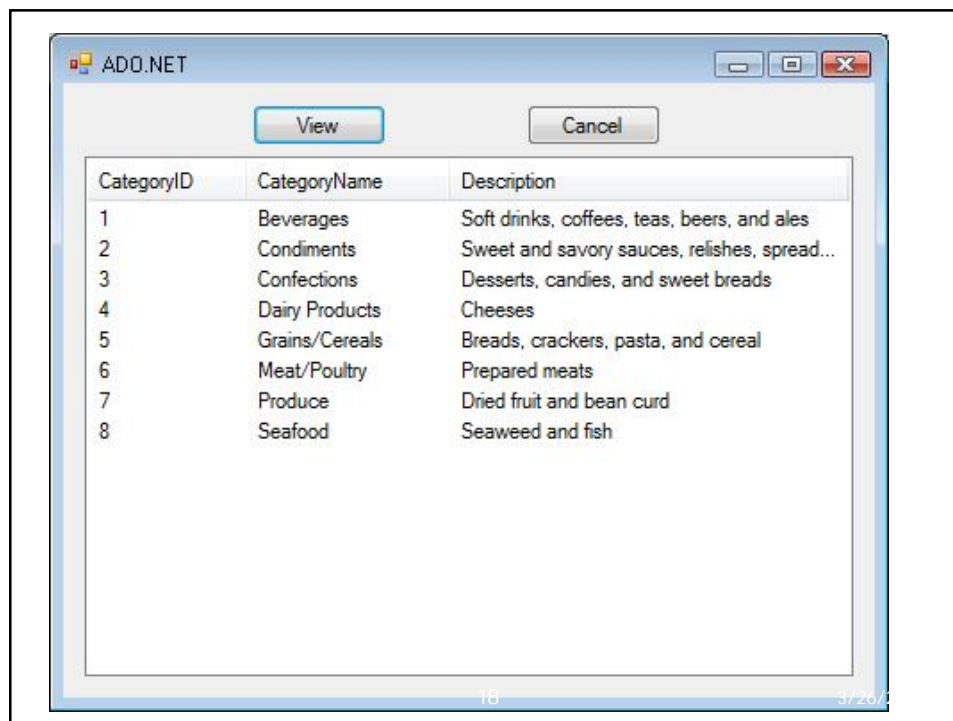 ADO.NET
View Cancel
CategoryID CategoryName Description
1 Beverages Soft drinks, coffees, teas, beers, and ales
2 Condiments Sweet and savory sauces, relishes, spread...
3 Confections Desserts, candies, and sweet breads
4 Dairy Products Cheeses
5 Grains/Cereals Breads, crackers, pasta, and cereal
6 Meat/Poultry Prepared meats
7 Produce Dried fruit and bean curd
8 Seafood Seaweed and fish
18 3/26/